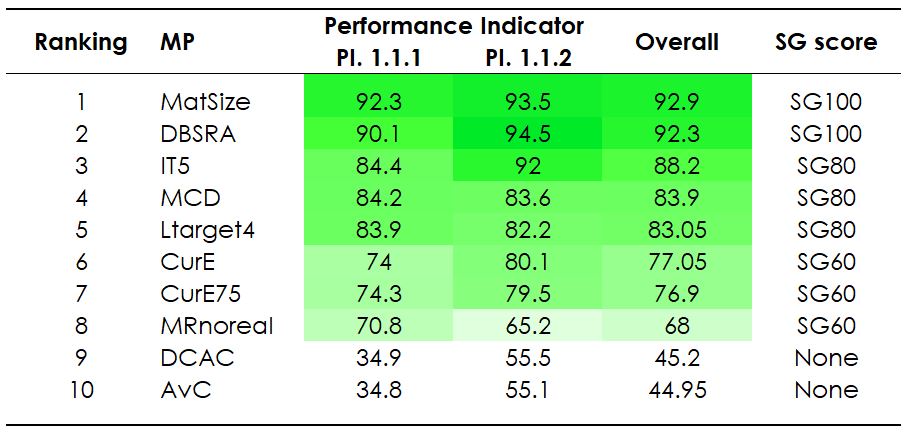 Ranking MP Performance Indicator Overall SG score
PI. 1.1.1 PI. 1.1.2
1 MatSize 92.3 93.5 92.9 SG100
2 DBSRA 90.1 94.5 92.3 SG100
3 IT5 84.4 92 88.2 SG80
4 MCD 84.2 83.6 83.9 SG80
5 Ltarget4 83.9 82.2 83.05 SG80
6 CurE 74 80.1 77.05 SG60
7 CurE75 74.3 79.5 76.9 SG60
8 MRnoreal 70.8 65.2 68 SG60
9 DCAC 34.9 55.5 45.2 None
10 AvC 34.8 55.1 44.95 None